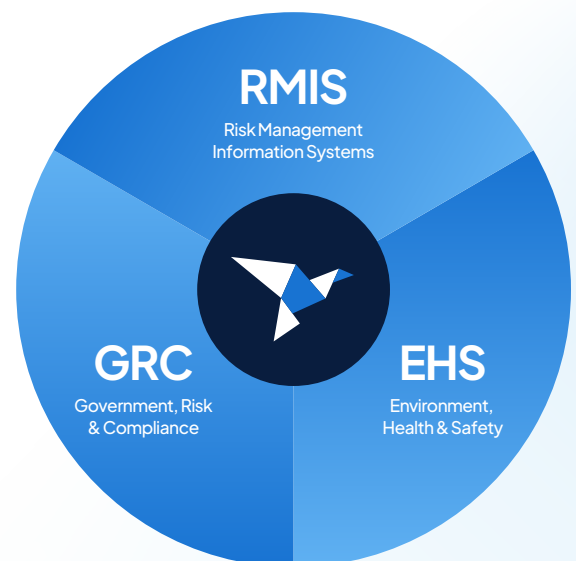 RMIS
Risk Management
Information Systems
GRC
Government, Risk
& Compliance
EHS
Environment,
Health & Safety